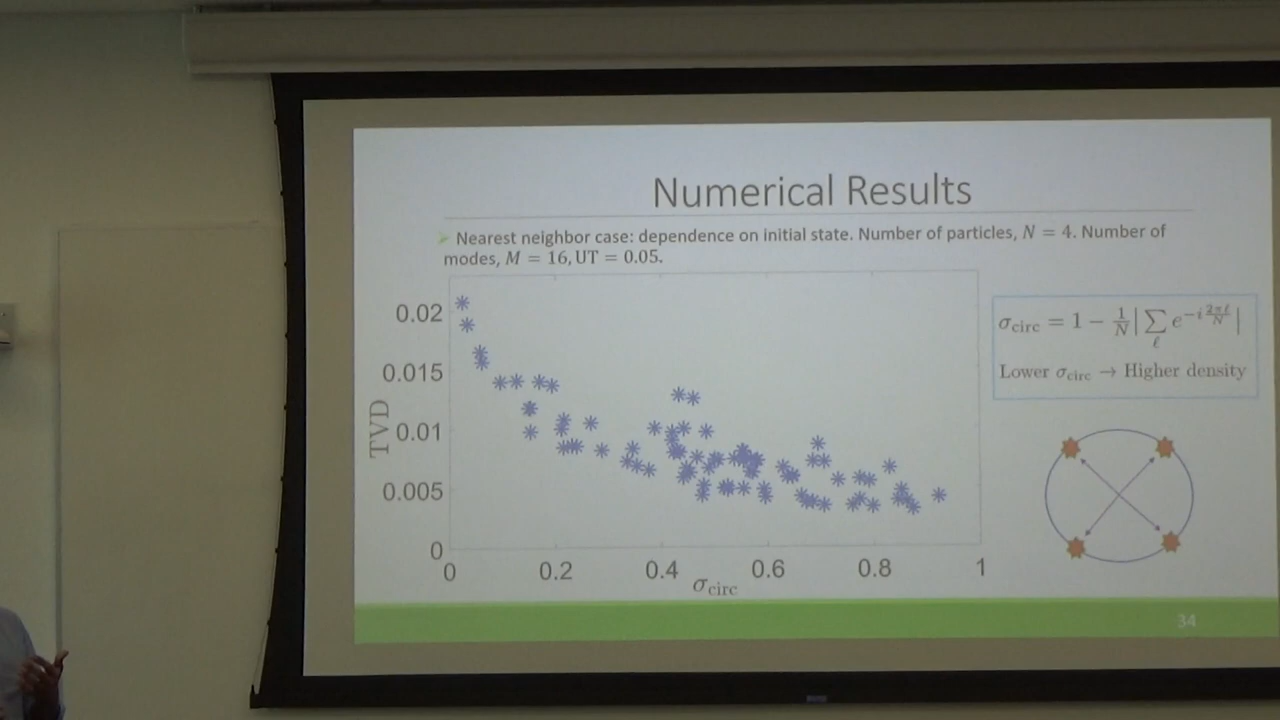 Numerical Results
Nearest neighbor case: dependence on initial state. Number of particles, N = 4. Number of
modes, M = 16, UT = 0.05.
0.02
0.015
0.01
0.005
0
TVD
0 0.2 0.4 0.6 0.8 1
σcirc
σcirc = 1 − 1/N |∑ℓ e^{−i 2πℓ/N}|
Lower σcirc → Higher density
34